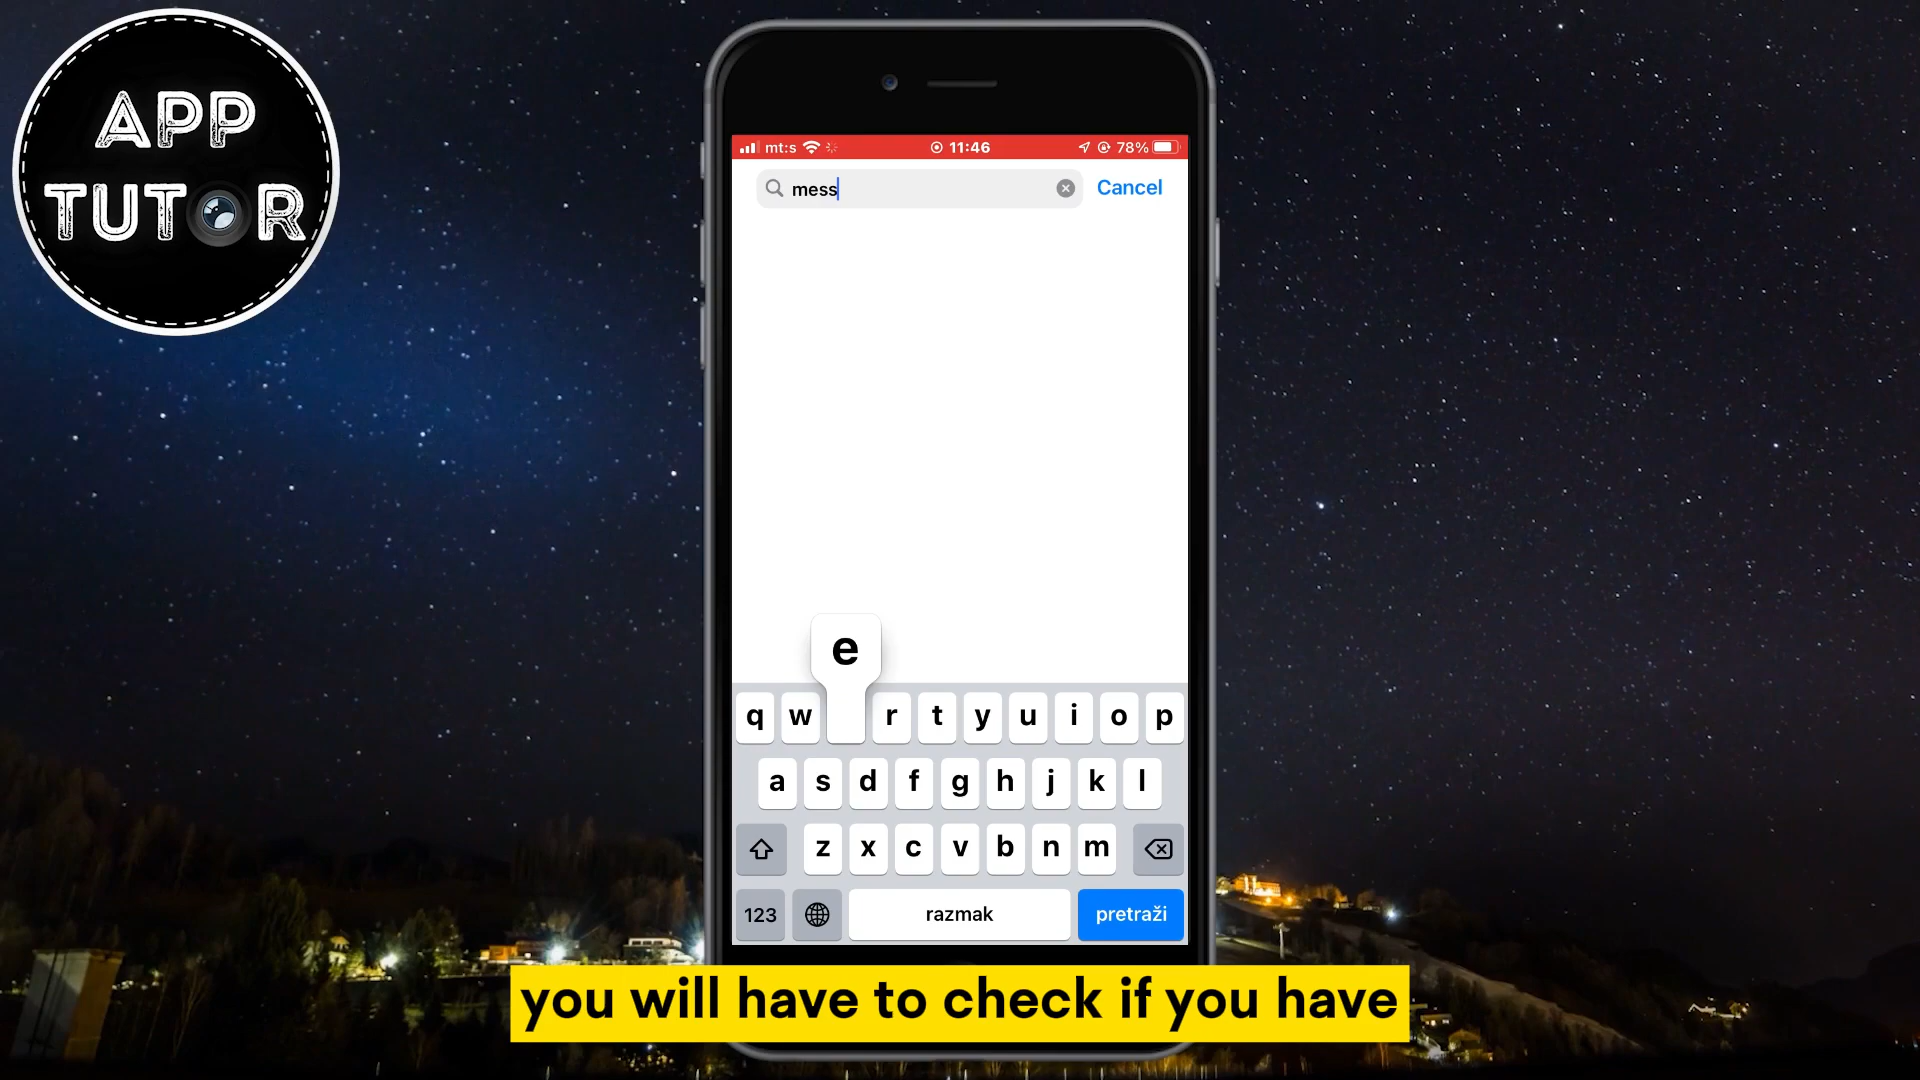 APP
TUTOR
mt:s 11:46 78%
mess Cancel
e
q w r t y u i o p
a s d f g h j k l
z x c v b n m
123 razmak pretraži
you will have to check if you have